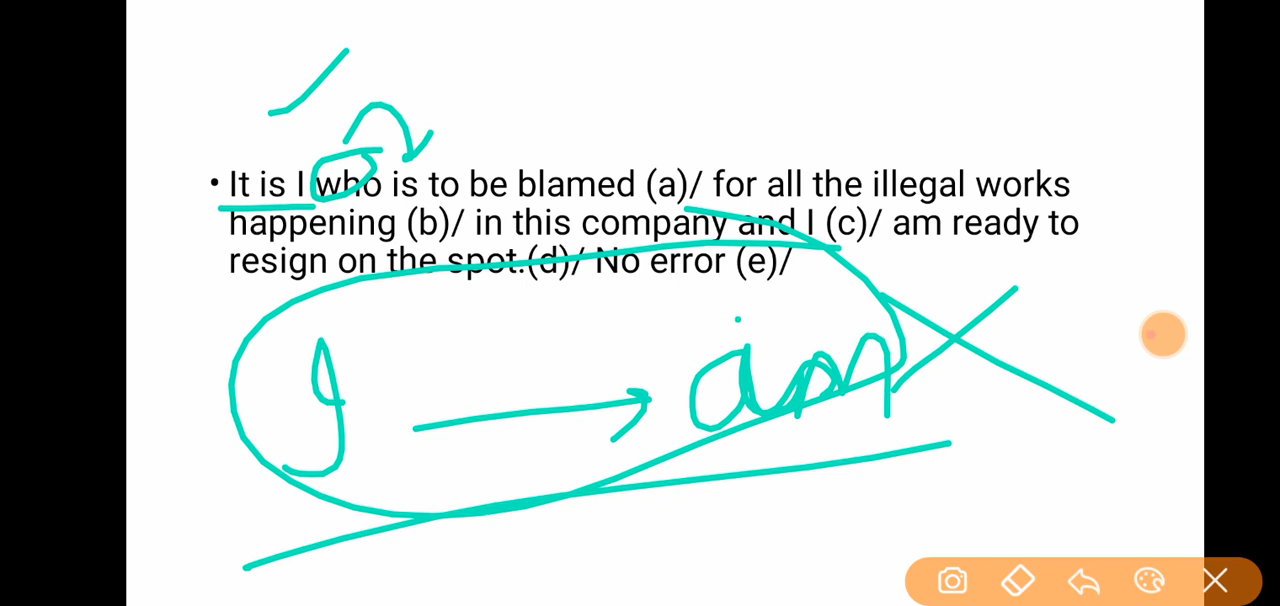 • It is I who is to be blamed (a)/ for all the illegal works
happening (b)/ in this company and I (c)/ am ready to
resign on the spot.(d)/ No error (e)/
I → am